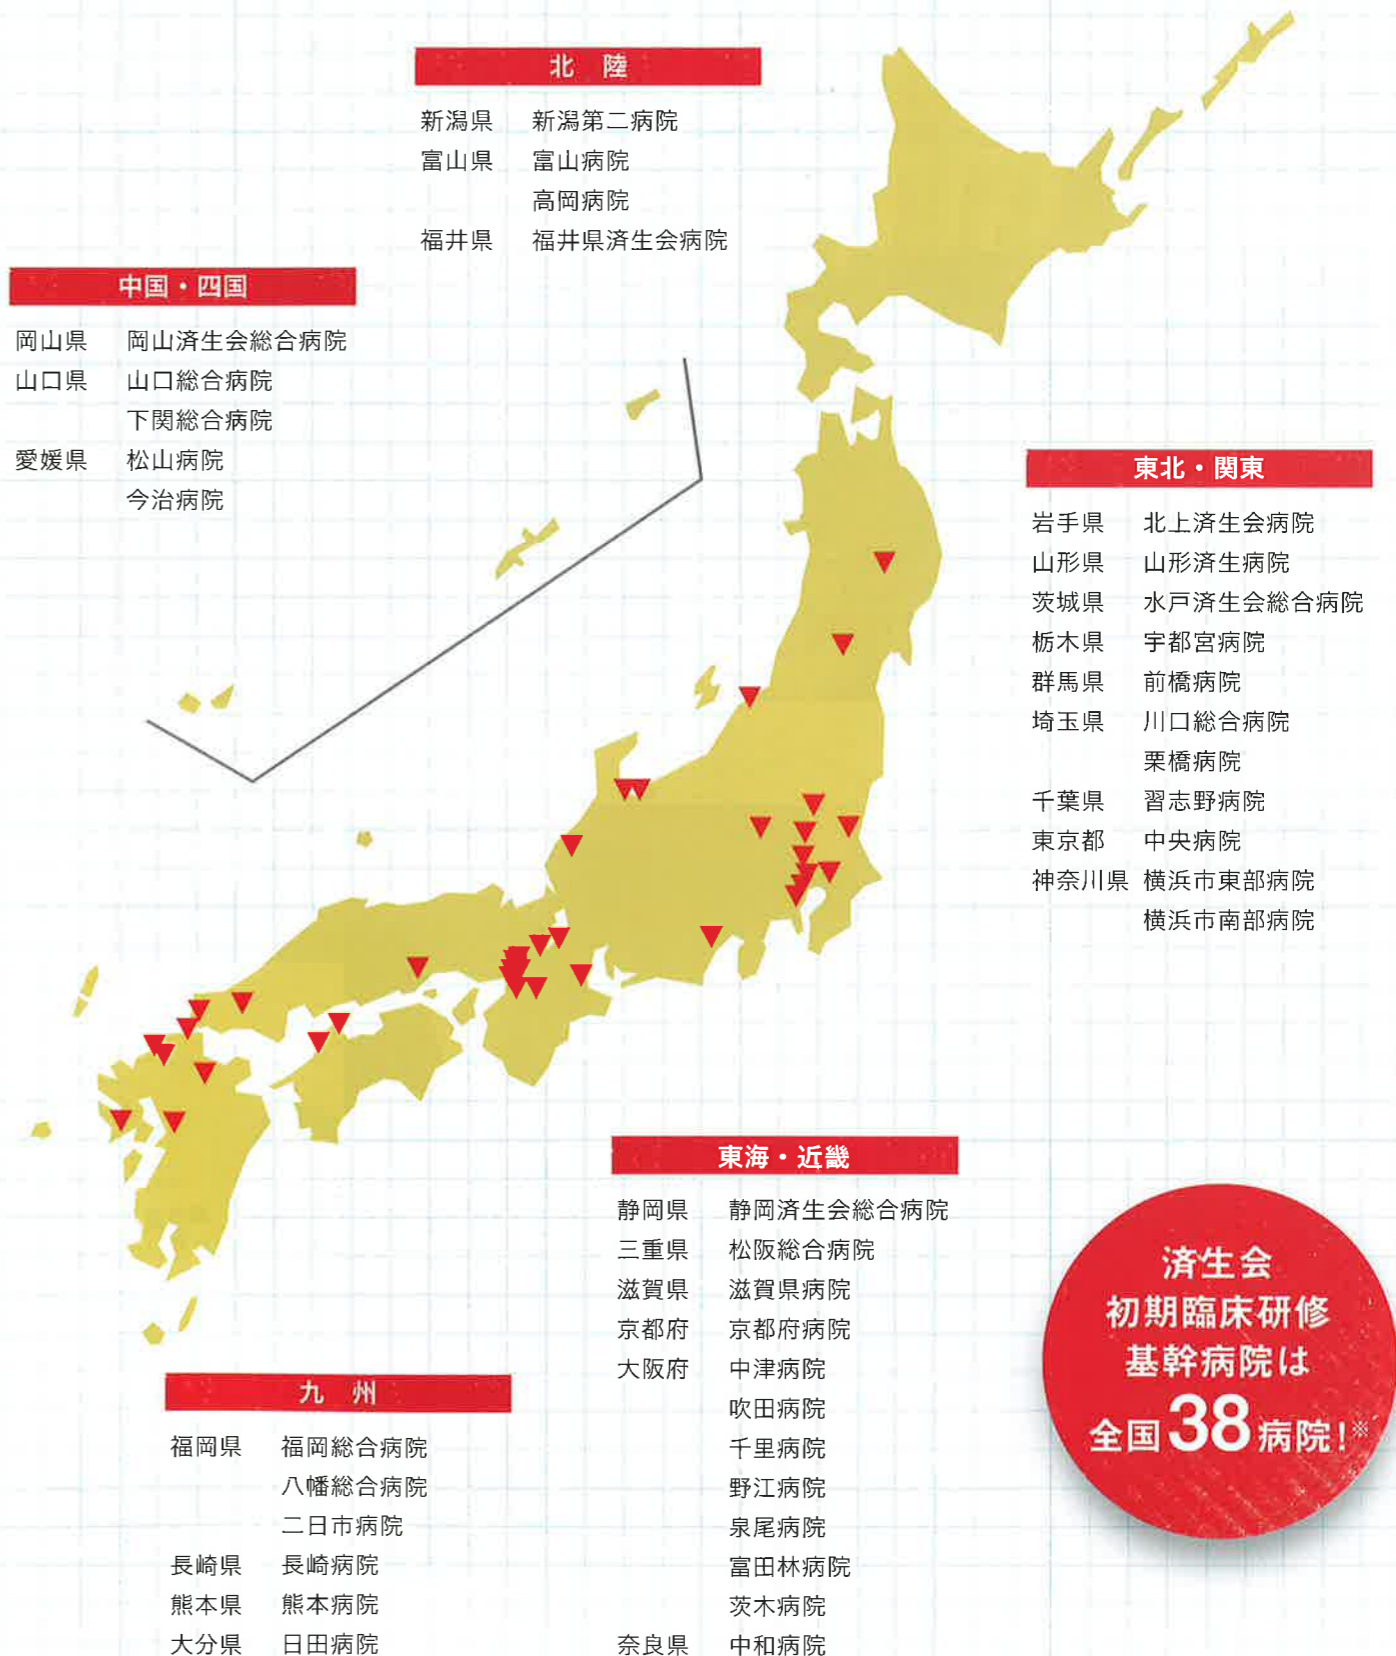 北 陸
新潟県 新潟第二病院
富山県 富山病院
高岡病院
福井県 福井県済生会病院
中国・四国
岡山県 岡山済生会総合病院
山口県 山口総合病院
下関総合病院
愛媛県 松山病院
今治病院
東北・関東
岩手県 北上済生会病院
山形県 山形済生病院
茨城県 水戸済生会総合病院
栃木県 宇都宮病院
群馬県 前橋病院
埼玉県 川口総合病院
栗橋病院
千葉県 習志野病院
東京都 中央病院
神奈川県 横浜市東部病院
横浜市南部病院
東海・近畿
静岡県 静岡済生会総合病院
三重県 松阪総合病院
滋賀県 滋賀県病院
京都府 京都府病院
大阪府 中津病院
吹田病院
千里病院
野江病院
泉尾病院
富田林病院
茨木病院
奈良県 中和病院
九 州
福岡県 福岡総合病院
八幡総合病院
二日市病院
長崎県 長崎病院
熊本県 熊本病院
大分県 日田病院
済生会
初期臨床研修
基幹病院は
全国38病院!※